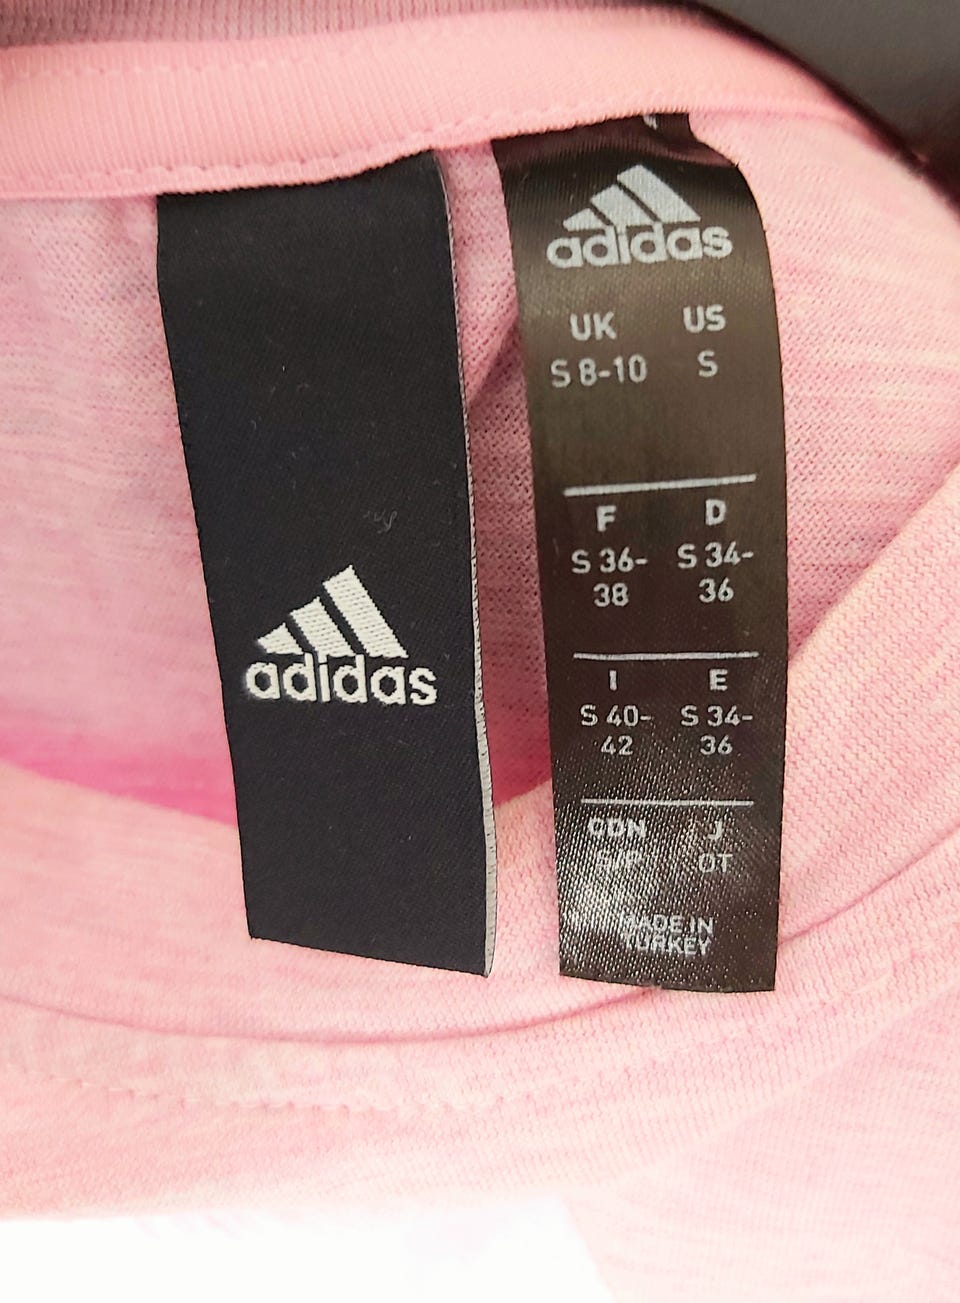 adidas
adidas
UK US
S 8-10 S
F D
S 36- S 34-
38 36
I E
S 40- S 34-
42 36
CDN J
S/P OT
MADE IN
TURKEY